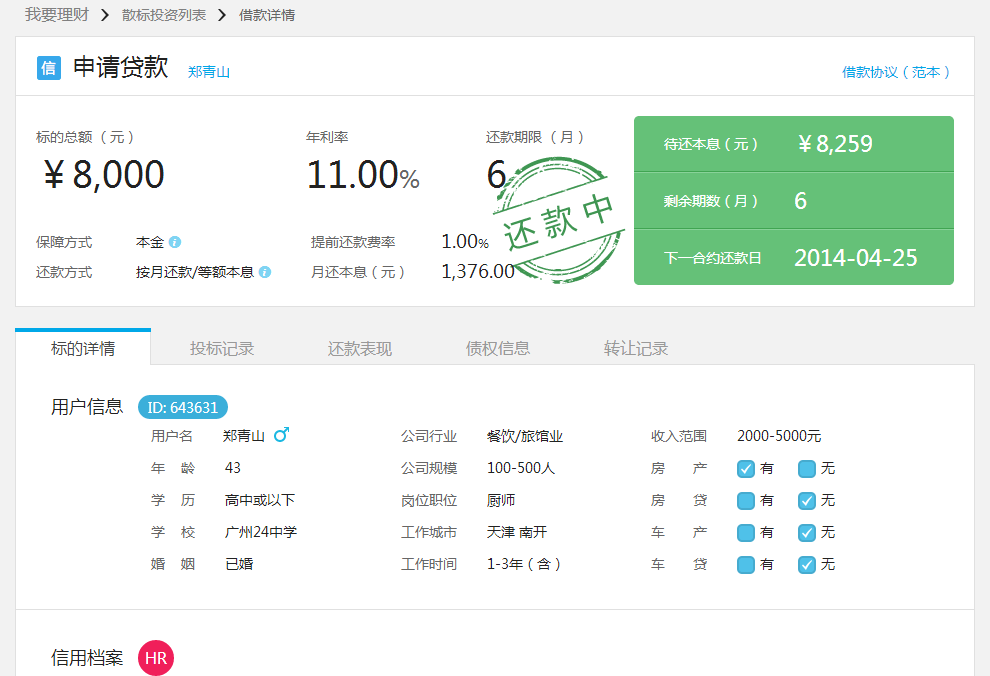 我要理财 > 散标投资列表 > 借款详情
信 申请贷款 郑青山 借款协议（范本）
标的总额（元） 年利率 还款期限（月）
￥8,000 11.00% 6
还款中
保障方式 本金 i 提前还款费率 1.00%
还款方式 按月还款/等额本息 i 月还本息（元） 1,376.00
待还本息（元） ￥8,259
剩余期数（月） 6
下一合约还款日 2014-04-25
标的详情 投标记录 还款表现 债权信息 转让记录
用户信息 ID: 643631
用户名 郑青山 公司行业 餐饮/旅馆业 收入范围 2000-5000元
年 龄 43 公司规模 100-500人 房 产 有 无
学 历 高中或以下 岗位职位 厨师 房 贷 有 无
学 校 广州24中学 工作城市 天津 南开 车 产 有 无
婚 姻 已婚 工作时间 1-3年（含） 车 贷 有 无
信用档案 HR